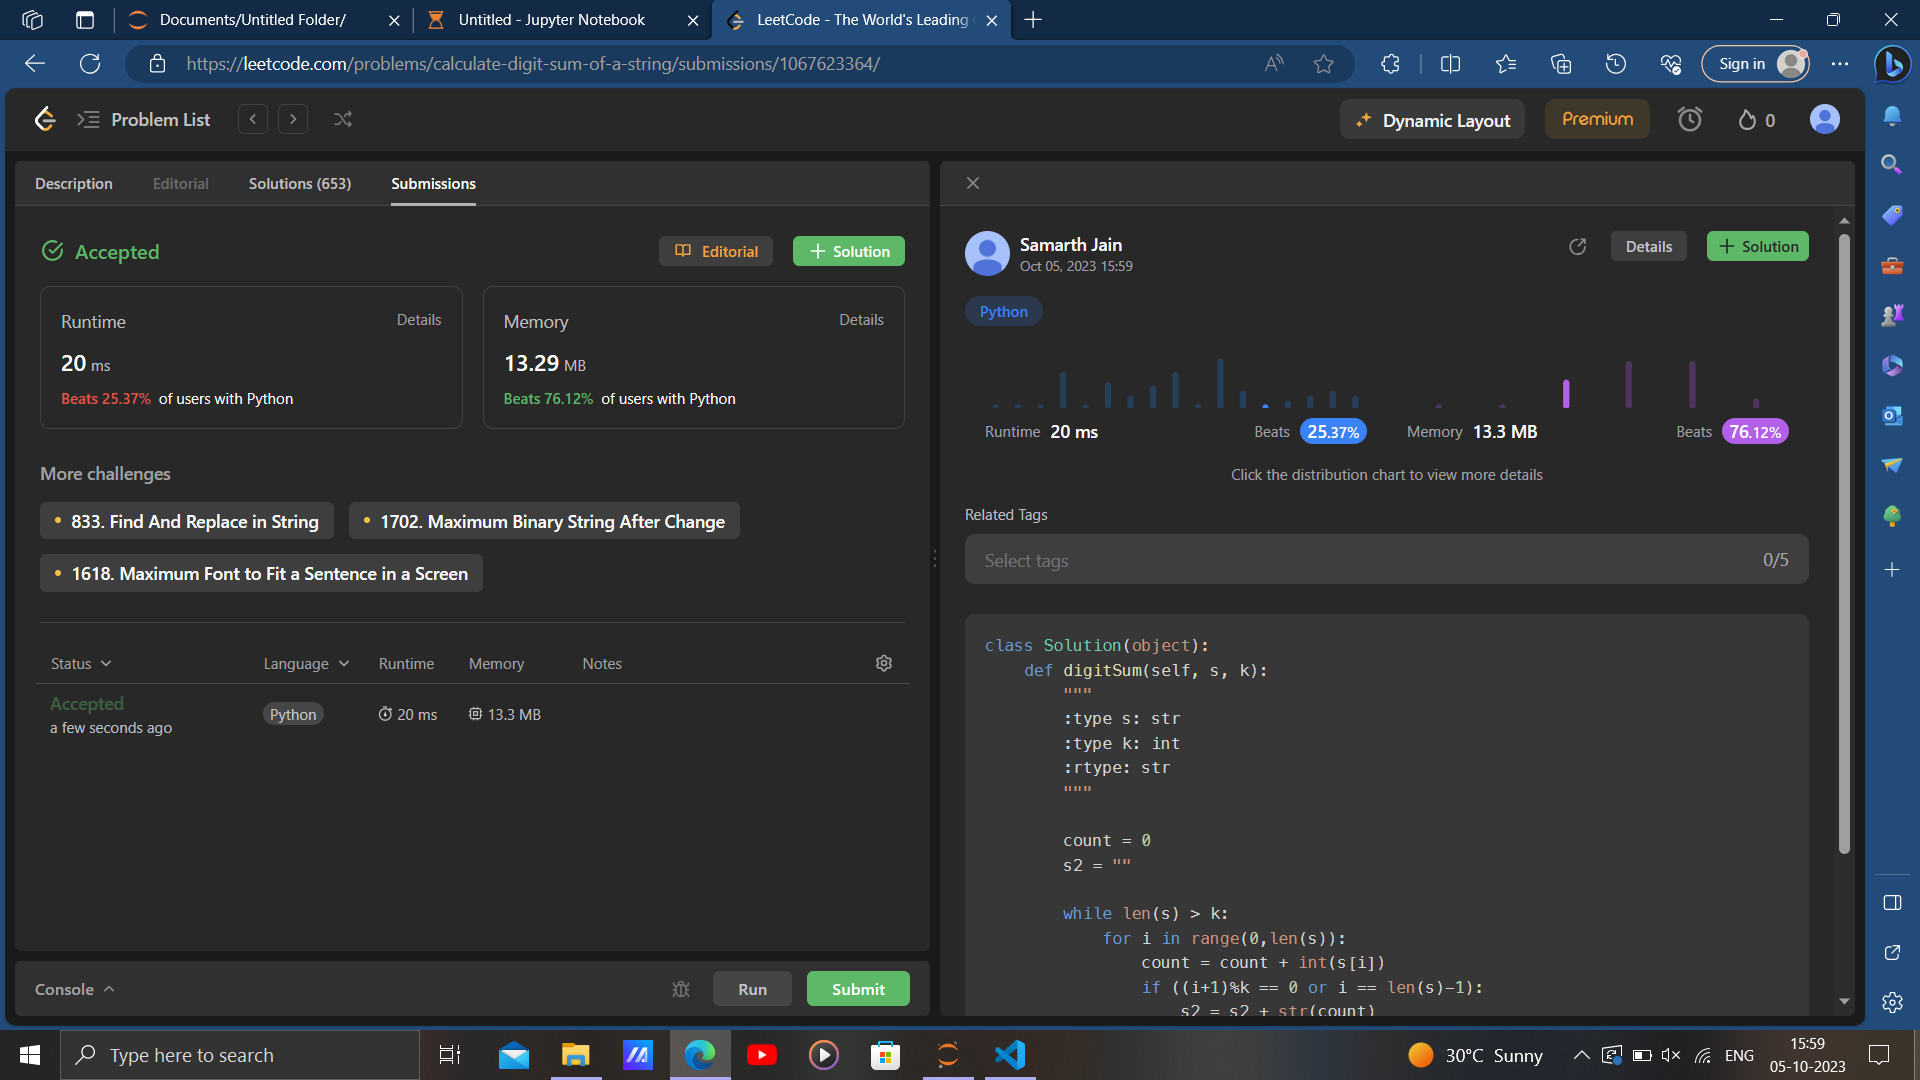 Documents/Untitled Folder/
Untitled - Jupyter Notebook
LeetCode - The World's Leading
https://leetcode.com/problems/calculate-digit-sum-of-a-string/submissions/1067623364/
Sign in
Problem List
Dynamic Layout
Premium
0
Description
Editorial
Solutions (653)
Submissions
Accepted
Editorial
Solution
Runtime
Details
20 ms
Beats 25.37% of users with Python
Memory
Details
13.29 MB
Beats 76.12% of users with Python
More challenges
833. Find And Replace in String
1702. Maximum Binary String After Change
1618. Maximum Font to Fit a Sentence in a Screen
Status
Language
Runtime
Memory
Notes
Accepted
a few seconds ago
Python
20 ms
13.3 MB
Console
Run
Submit
Samarth Jain
Oct 05, 2023 15:59
Details
Solution
Python
Runtime 20 ms
Beats 25.37%
Memory 13.3 MB
Beats 76.12%
Click the distribution chart to view more details
Related Tags
Select tags
0/5
class Solution(object):
def digitSum(self, s, k):
"""
:type s: str
:type k: int
:rtype: str
"""
count = 0
s2 = ""
while len(s) > k:
for i in range(0,len(s)):
count = count + int(s[i])
if ((i+1)%k == 0 or i == len(s)-1):
s2 = s2 + str(count)
Type here to search
30°C Sunny
ENG
15:59
05-10-2023